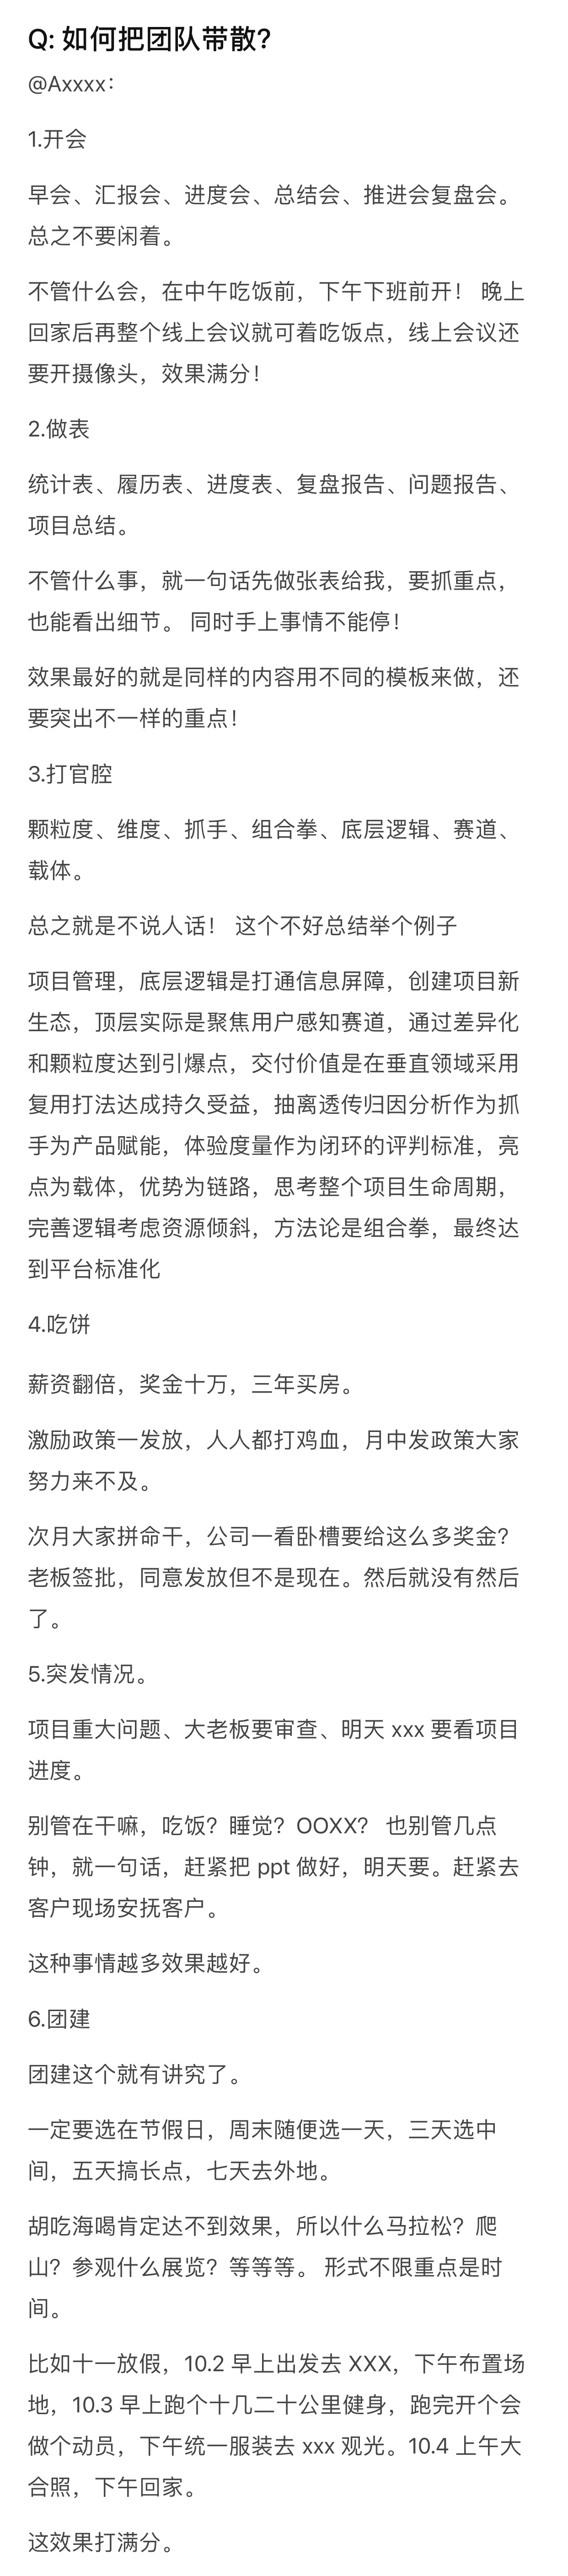 Q: 如何把团队带散？
@Axxxx：
1.开会
早会、汇报会、进度会、总结会、推进会复盘会。
总之不要闲着。
不管什么会，在中午吃饭前，下午下班前开！ 晚上
回家后再整个线上会议就可着吃饭点，线上会议还
要开摄像头，效果满分！
2.做表
统计表、履历表、进度表、复盘报告、问题报告、
项目总结。
不管什么事，就一句话先做张表给我，要抓重点，
也能看出细节。 同时手上事情不能停！
效果最好的就是同样的内容用不同的模板来做，还
要突出不一样的重点！
3.打官腔
颗粒度、维度、抓手、组合拳、底层逻辑、赛道、
载体。
总之就是不说人话！ 这个不好总结举个例子
项目管理，底层逻辑是打通信息屏障，创建项目新
生态，顶层实际是聚焦用户感知赛道，通过差异化
和颗粒度达到引爆点，交付价值是在垂直领域采用
复用打法达成持久受益，抽离透传归因分析作为抓
手为产品赋能，体验度量作为闭环的评判标准，亮
点为载体，优势为链路，思考整个项目生命周期，
完善逻辑考虑资源倾斜，方法论是组合拳，最终达
到平台标准化
4.吃饼
薪资翻倍，奖金十万，三年买房。
激励政策一发放，人人都打鸡血，月中发政策大家
努力来不及。
次月大家拼命干，公司一看卧槽要给这么多奖金？
老板签批，同意发放但不是现在。然后就没有然后
了。
5.突发情况。
项目重大问题、大老板要审查、明天 xxx 要看项目
进度。
别管在干嘛，吃饭？睡觉？OOXX？ 也别管几点
钟，就一句话，赶紧把 ppt 做好，明天要。赶紧去
客户现场安抚客户。
这种事情越多效果越好。
6.团建
团建这个就有讲究了。
一定要选在节假日，周末随便选一天，三天选中
间，五天搞长点，七天去外地。
胡吃海喝肯定达不到效果，所以什么马拉松？爬
山？参观什么展览？等等等。 形式不限重点是时
间。
比如十一放假，10.2 早上出发去 XXX，下午布置场
地，10.3 早上跑个十几二十公里健身，跑完开个会
做个动员，下午统一服装去 xxx 观光。10.4 上午大
合照，下午回家。
这效果打满分。